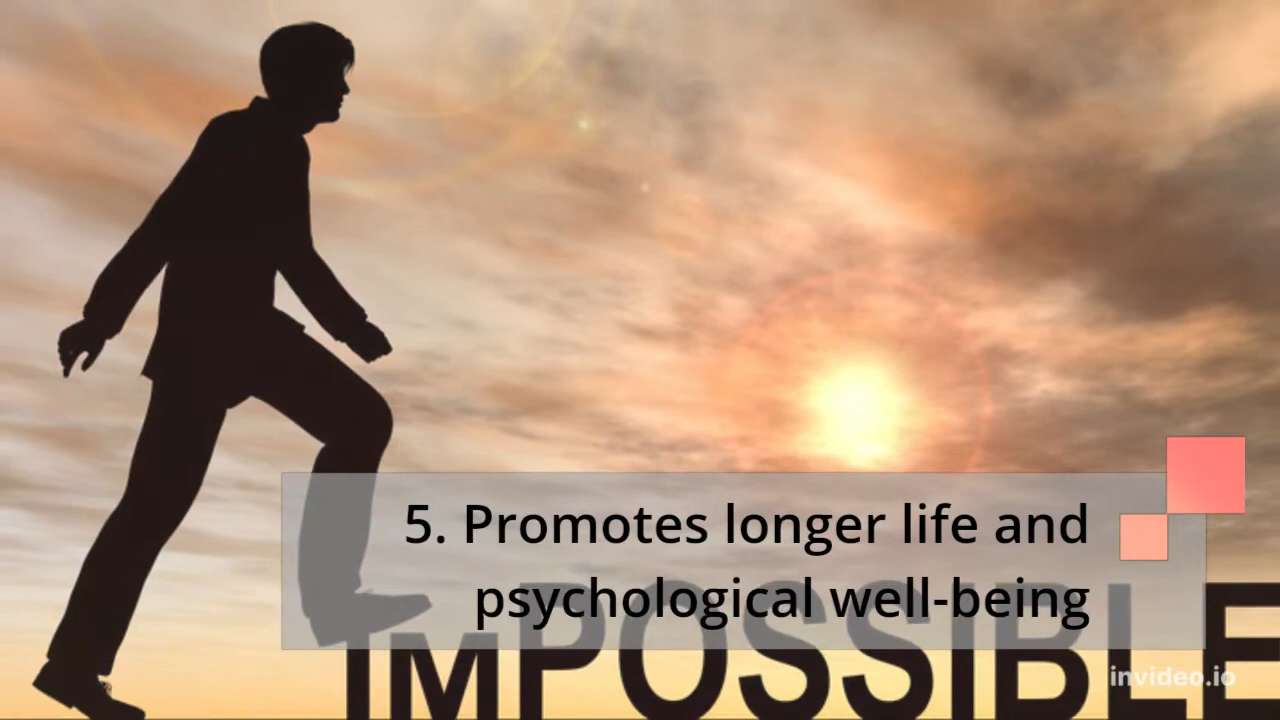 5. Promotes longer life and
psychological well-being
IMPOSSIBLE
invideo.io